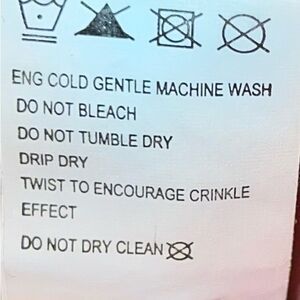 ENG COLD GENTLE MACHINE WASH
DO NOT BLEACH
DO NOT TUMBLE DRY
DRIP DRY
TWIST TO ENCOURAGE CRINKLE
EFFECT
DO NOT DRY CLEAN